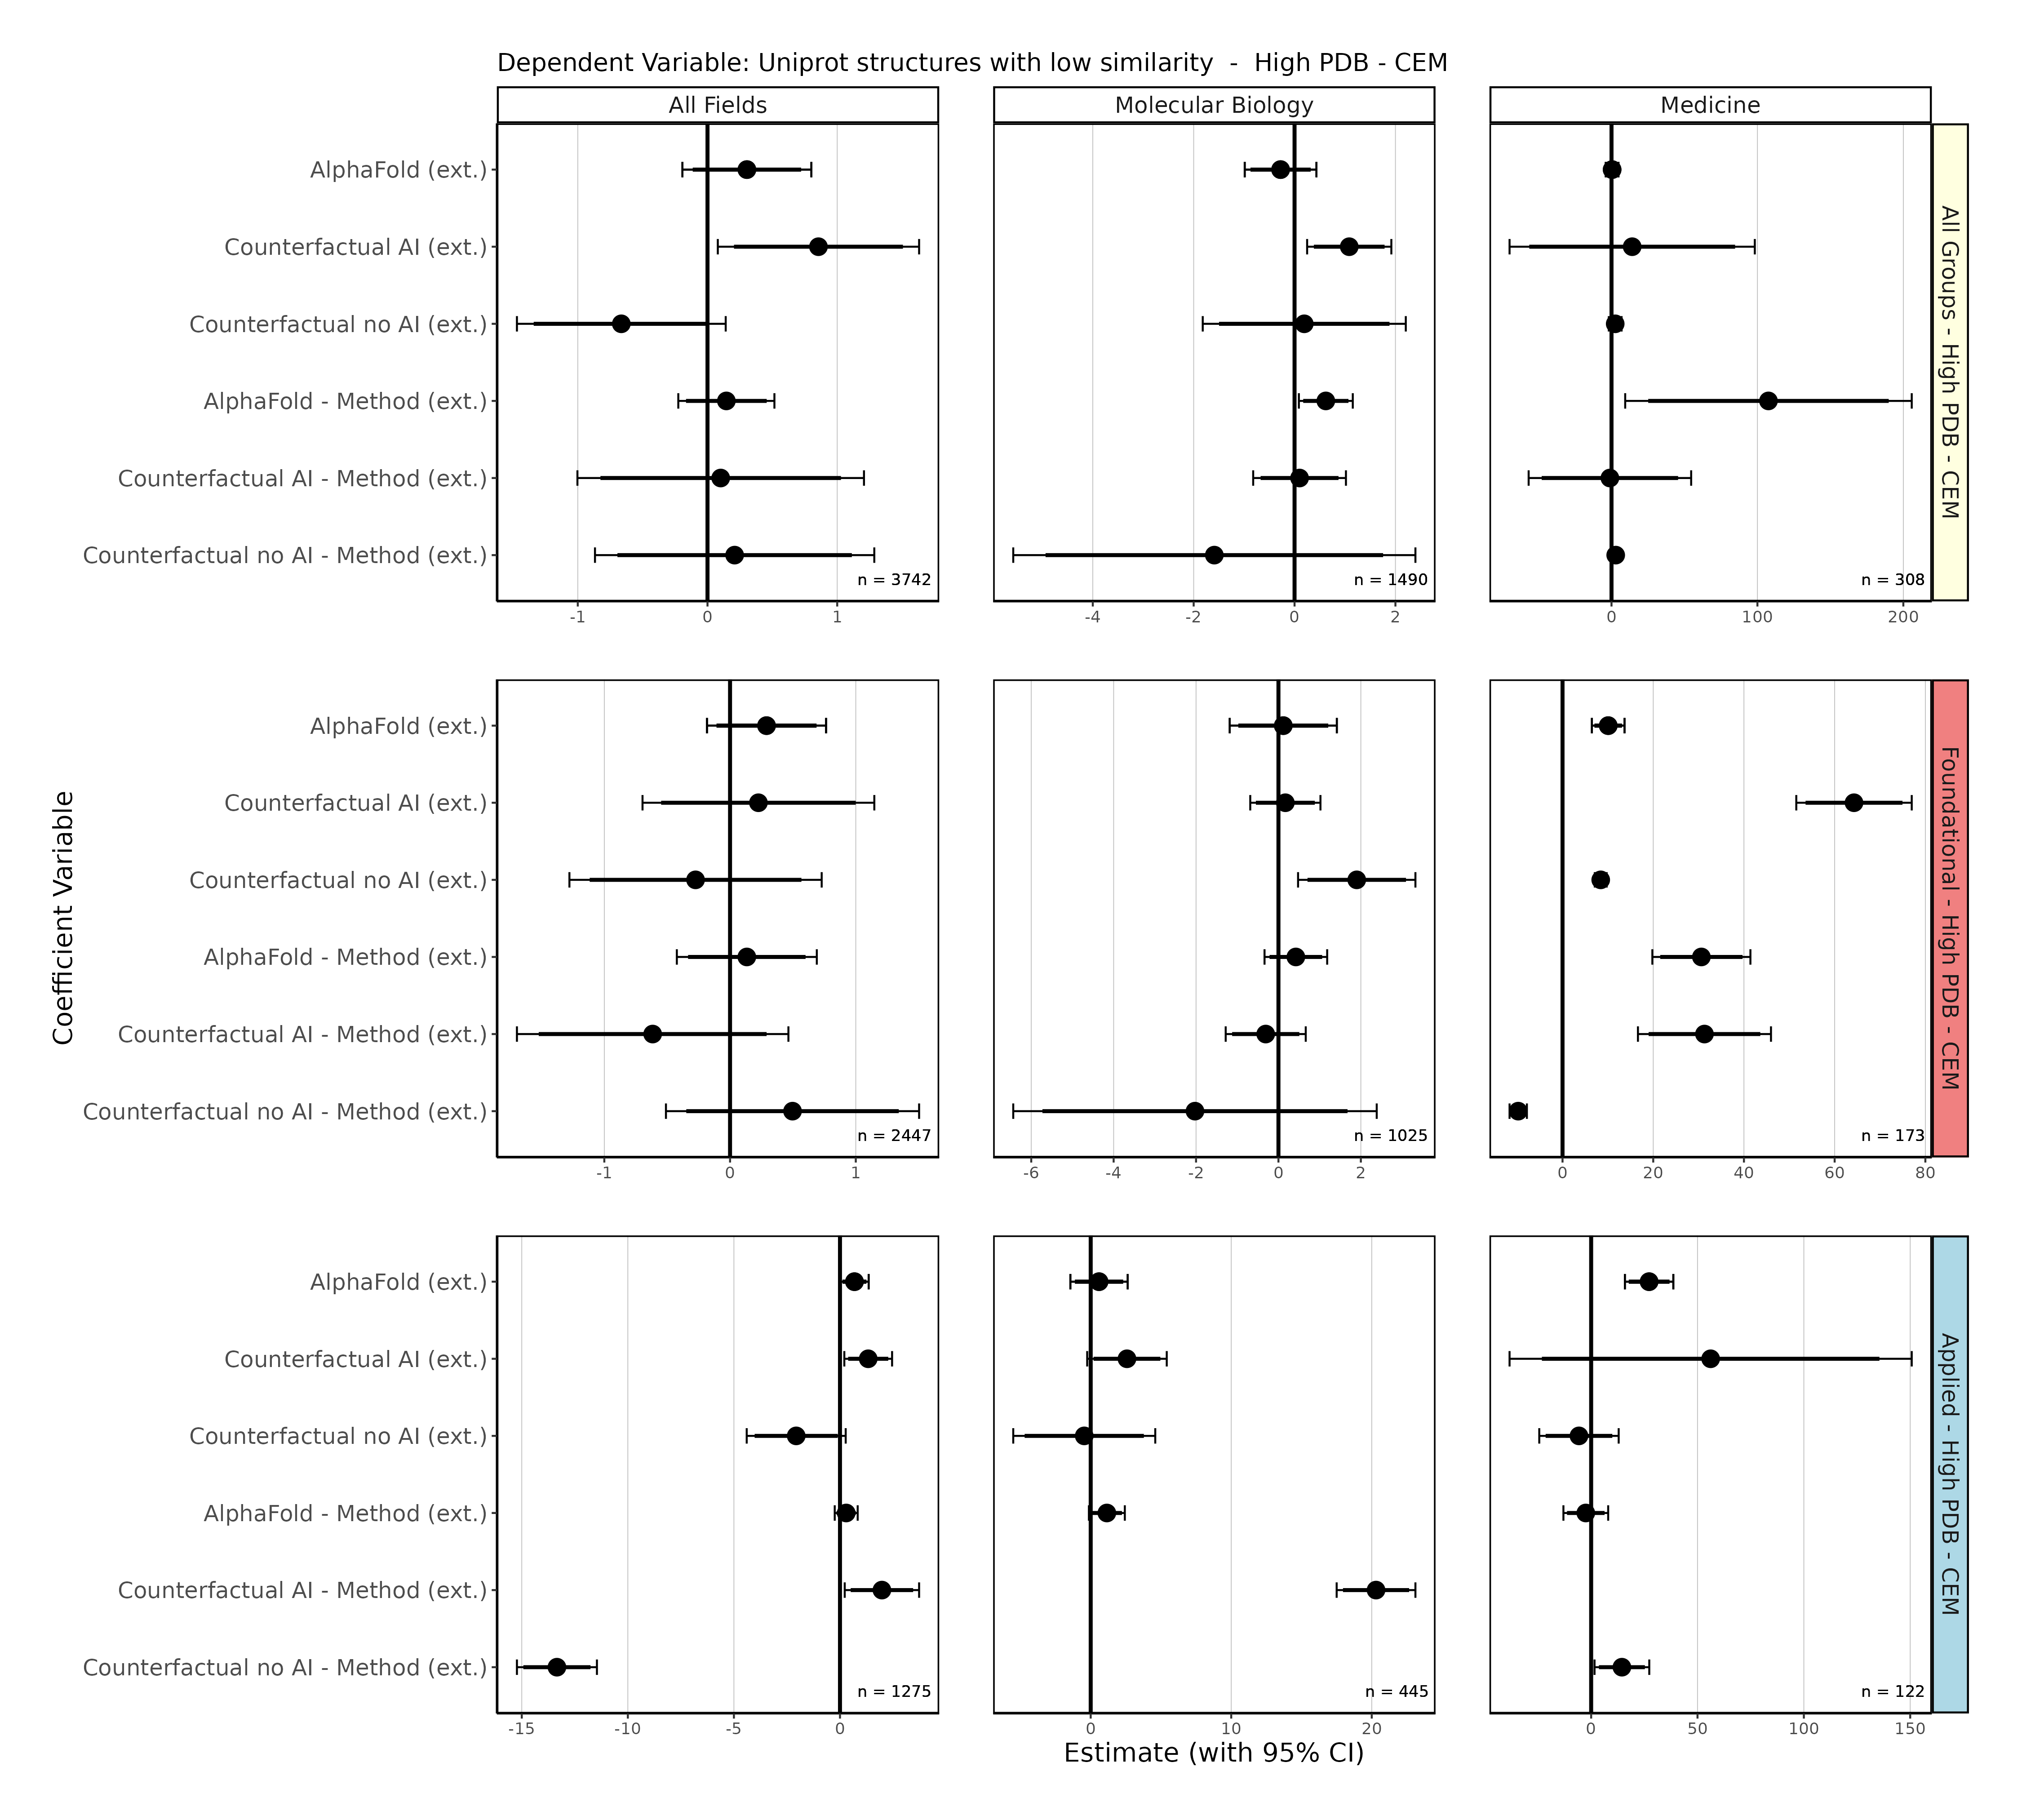 Dependent Variable: Uniprot structures with low similarity - High PDB - CEM
All Fields
Molecular Biology
Medicine
AlphaFold (ext.)
Counterfactual AI (ext.)
Counterfactual no AI (ext.)
AlphaFold - Method (ext.)
Counterfactual AI - Method (ext.)
Counterfactual no AI - Method (ext.)
n = 3742
n = 1490
n = 308
-1 0 1
-4 -2 0 2
0 100 200
All Groups - High PDB - CEM
Coefficient Variable
AlphaFold (ext.)
Counterfactual AI (ext.)
Counterfactual no AI (ext.)
AlphaFold - Method (ext.)
Counterfactual AI - Method (ext.)
Counterfactual no AI - Method (ext.)
n = 2447
n = 1025
n = 173
-1 0 1
-6 -4 -2 0 2
0 20 40 60 80
Foundational - High PDB - CEM
AlphaFold (ext.)
Counterfactual AI (ext.)
Counterfactual no AI (ext.)
AlphaFold - Method (ext.)
Counterfactual AI - Method (ext.)
Counterfactual no AI - Method (ext.)
n = 1275
n = 445
n = 122
-15 -10 -5 0
0 10 20
0 50 100 150
Applied - High PDB - CEM
Estimate (with 95% CI)